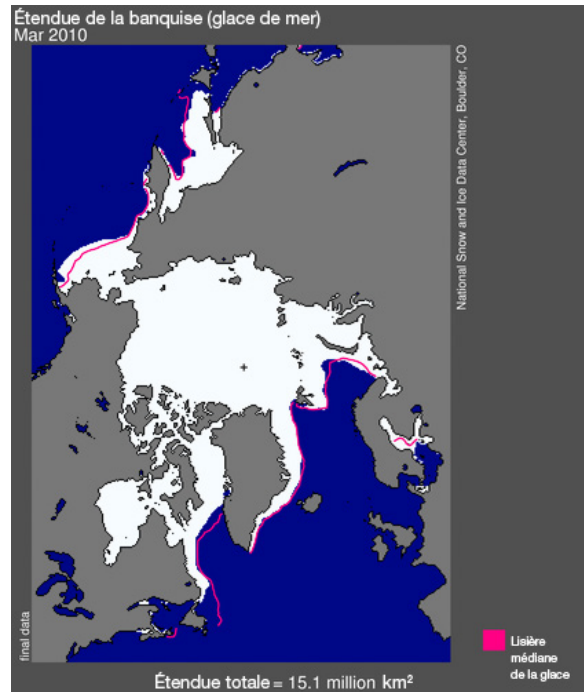 Étendue de la banquise (glace de mer)
Mar 2010
National Snow and Ice Data Center, Boulder, CO
final data
Lisière
médiane
de la glace
Étendue totale = 15.1 million km²